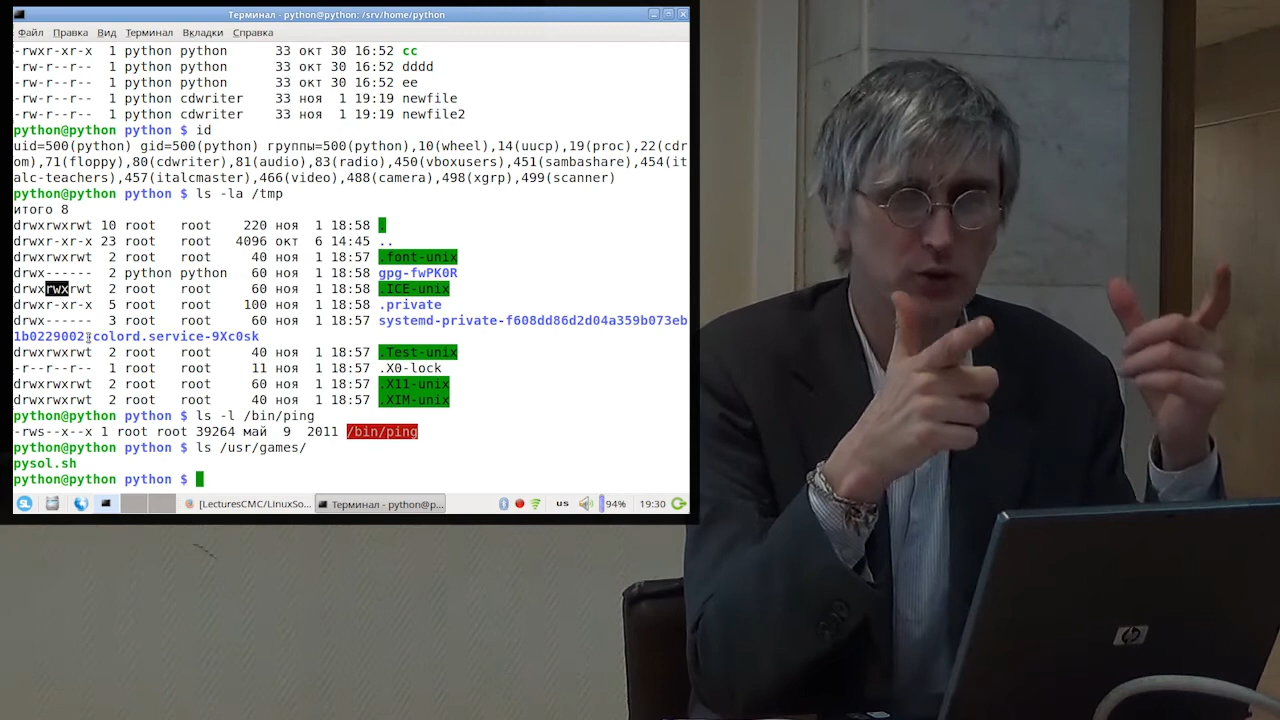 Терминал - python@python: /srv/home/python
Файл Правка Вид Терминал Вкладки Справка
-rwxr-xr-x 1 python python 33 окт 30 16:52 cc
-rw-r--r-- 1 python python 33 окт 30 16:52 dddd
-rw-r--r-- 1 python python 33 окт 30 16:52 ee
-rw-r--r-- 1 python cdwriter 33 ноя 1 19:19 newfile
-rw-r--r-- 1 python cdwriter 33 ноя 1 19:19 newfile2
python@python python $ id
uid=500(python) gid=500(python) группы=500(python),10(wheel),14(uucp),19(proc),22(cdr
om),71(floppy),80(cdwriter),81(audio),83(radio),450(vboxusers),451(sambashare),454(it
alc-teachers),457(italcmaster),466(video),488(camera),498(xgrp),499(scanner)
python@python python $ ls -la /tmp
итого 8
drwxrwxrwt 10 root root 220 ноя 1 18:58 .
drwxr-xr-x 23 root root 4096 окт 6 14:45 ..
drwxrwxrwt 2 root root 40 ноя 1 18:57 .font-unix
drwx------ 2 python python 60 ноя 1 18:58 gpg-fwPK0R
drwxrwxrwt 2 root root 60 ноя 1 18:58 .ICE-unix
drwxr-xr-x 5 root root 100 ноя 1 18:58 .private
drwx------ 3 root root 60 ноя 1 18:57 systemd-private-f608dd86d2d04a359b073eb
1b0229002-colord.service-9Xc0sk
drwxrwxrwt 2 root root 40 ноя 1 18:57 .Test-unix
-r--r--r-- 1 root root 11 ноя 1 18:57 .X0-lock
drwxrwxrwt 2 root root 60 ноя 1 18:57 .X11-unix
drwxrwxrwt 2 root root 40 ноя 1 18:57 .XIM-unix
python@python python $ ls -l /bin/ping
-rws--x--x 1 root root 39264 май 9 2011 /bin/ping
python@python python $ ls /usr/games/
pysol.sh
python@python python $
[LecturesCMC/LinuxSo... Терминал - python@p... us 94% 19:30
hp